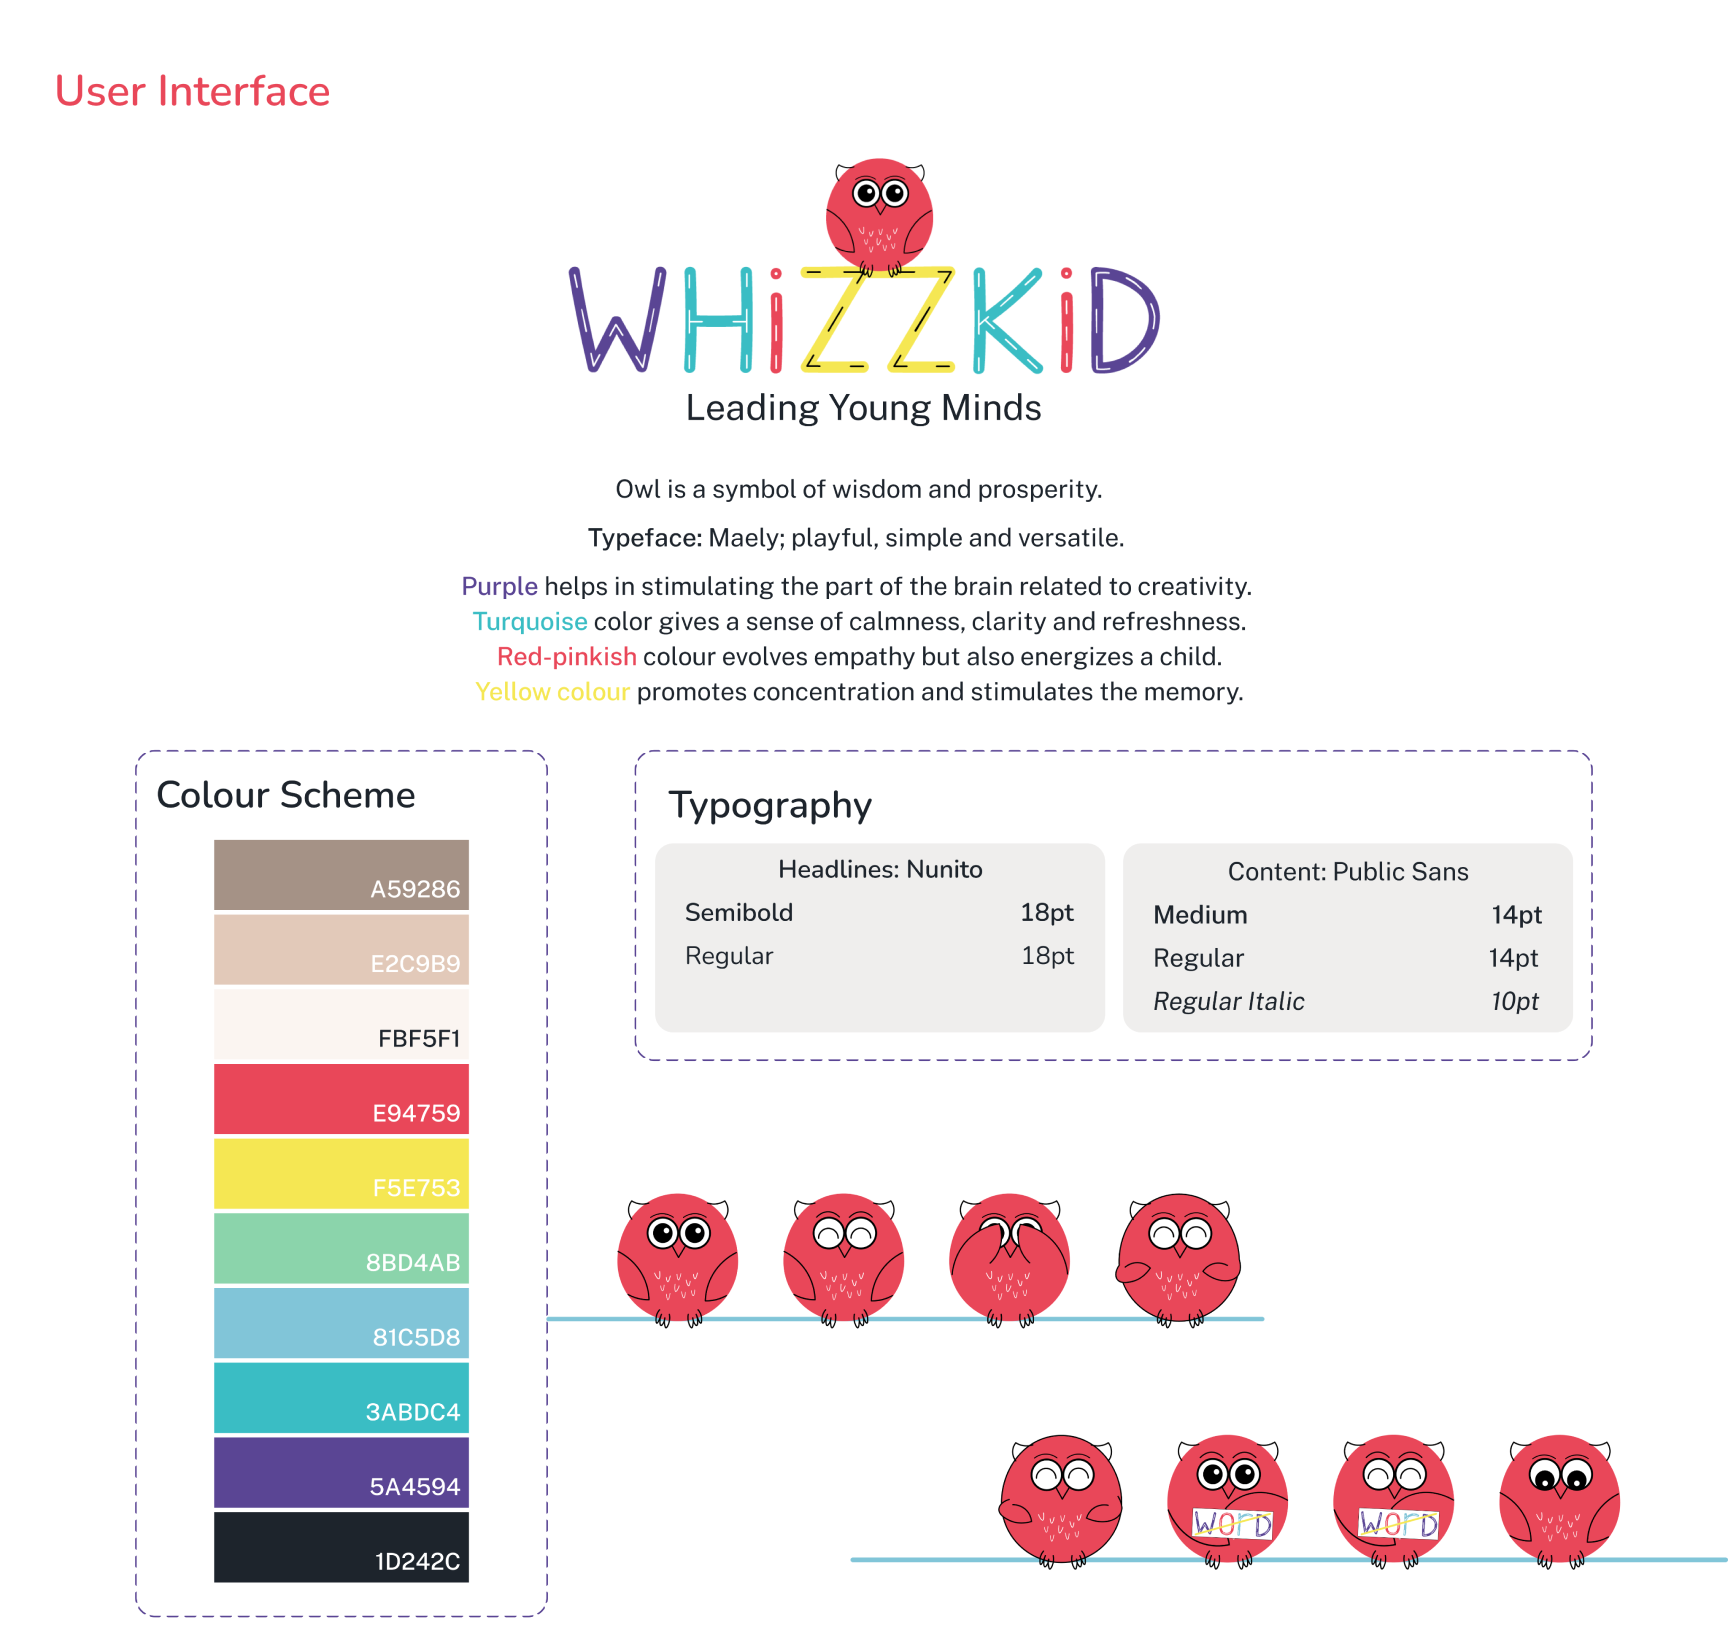 User Interface
WHiZZKiD
Leading Young Minds
Owl is a symbol of wisdom and prosperity.
Typeface: Maely; playful, simple and versatile.
Purple helps in stimulating the part of the brain related to creativity.
Turquoise color gives a sense of calmness, clarity and refreshness.
Red-pinkish colour evolves empathy but also energizes a child.
Yellow colour promotes concentration and stimulates the memory.
Colour Scheme
A59286
E2C9B9
FBF5F1
E94759
F5E753
8BD4AB
81C5D8
3ABDC4
5A4594
1D242C
Typography
Headlines: Nunito
Semibold 18pt
Regular 18pt
Content: Public Sans
Medium 14pt
Regular 14pt
Regular Italic 10pt
WOrD
WOrD